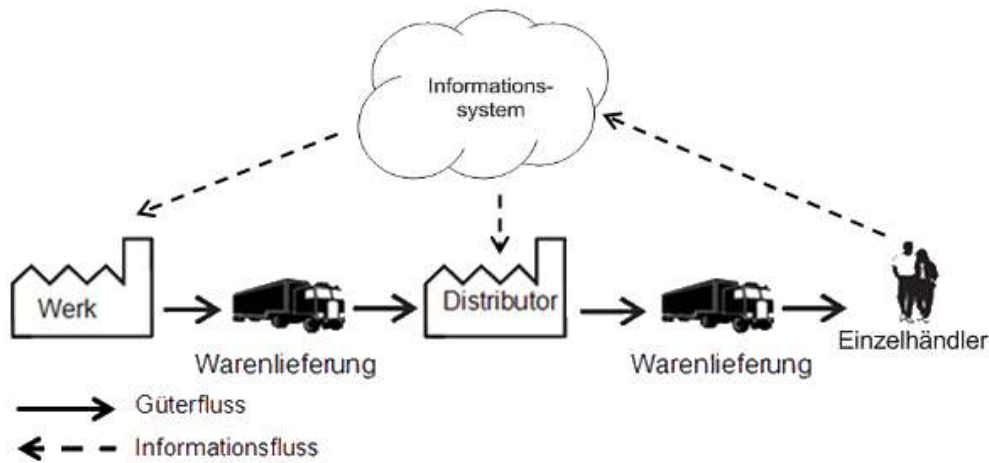 Informations-
system
Werk
Distributor
Einzelhändler
Warenlieferung
Warenlieferung
Güterfluss
Informationsfluss